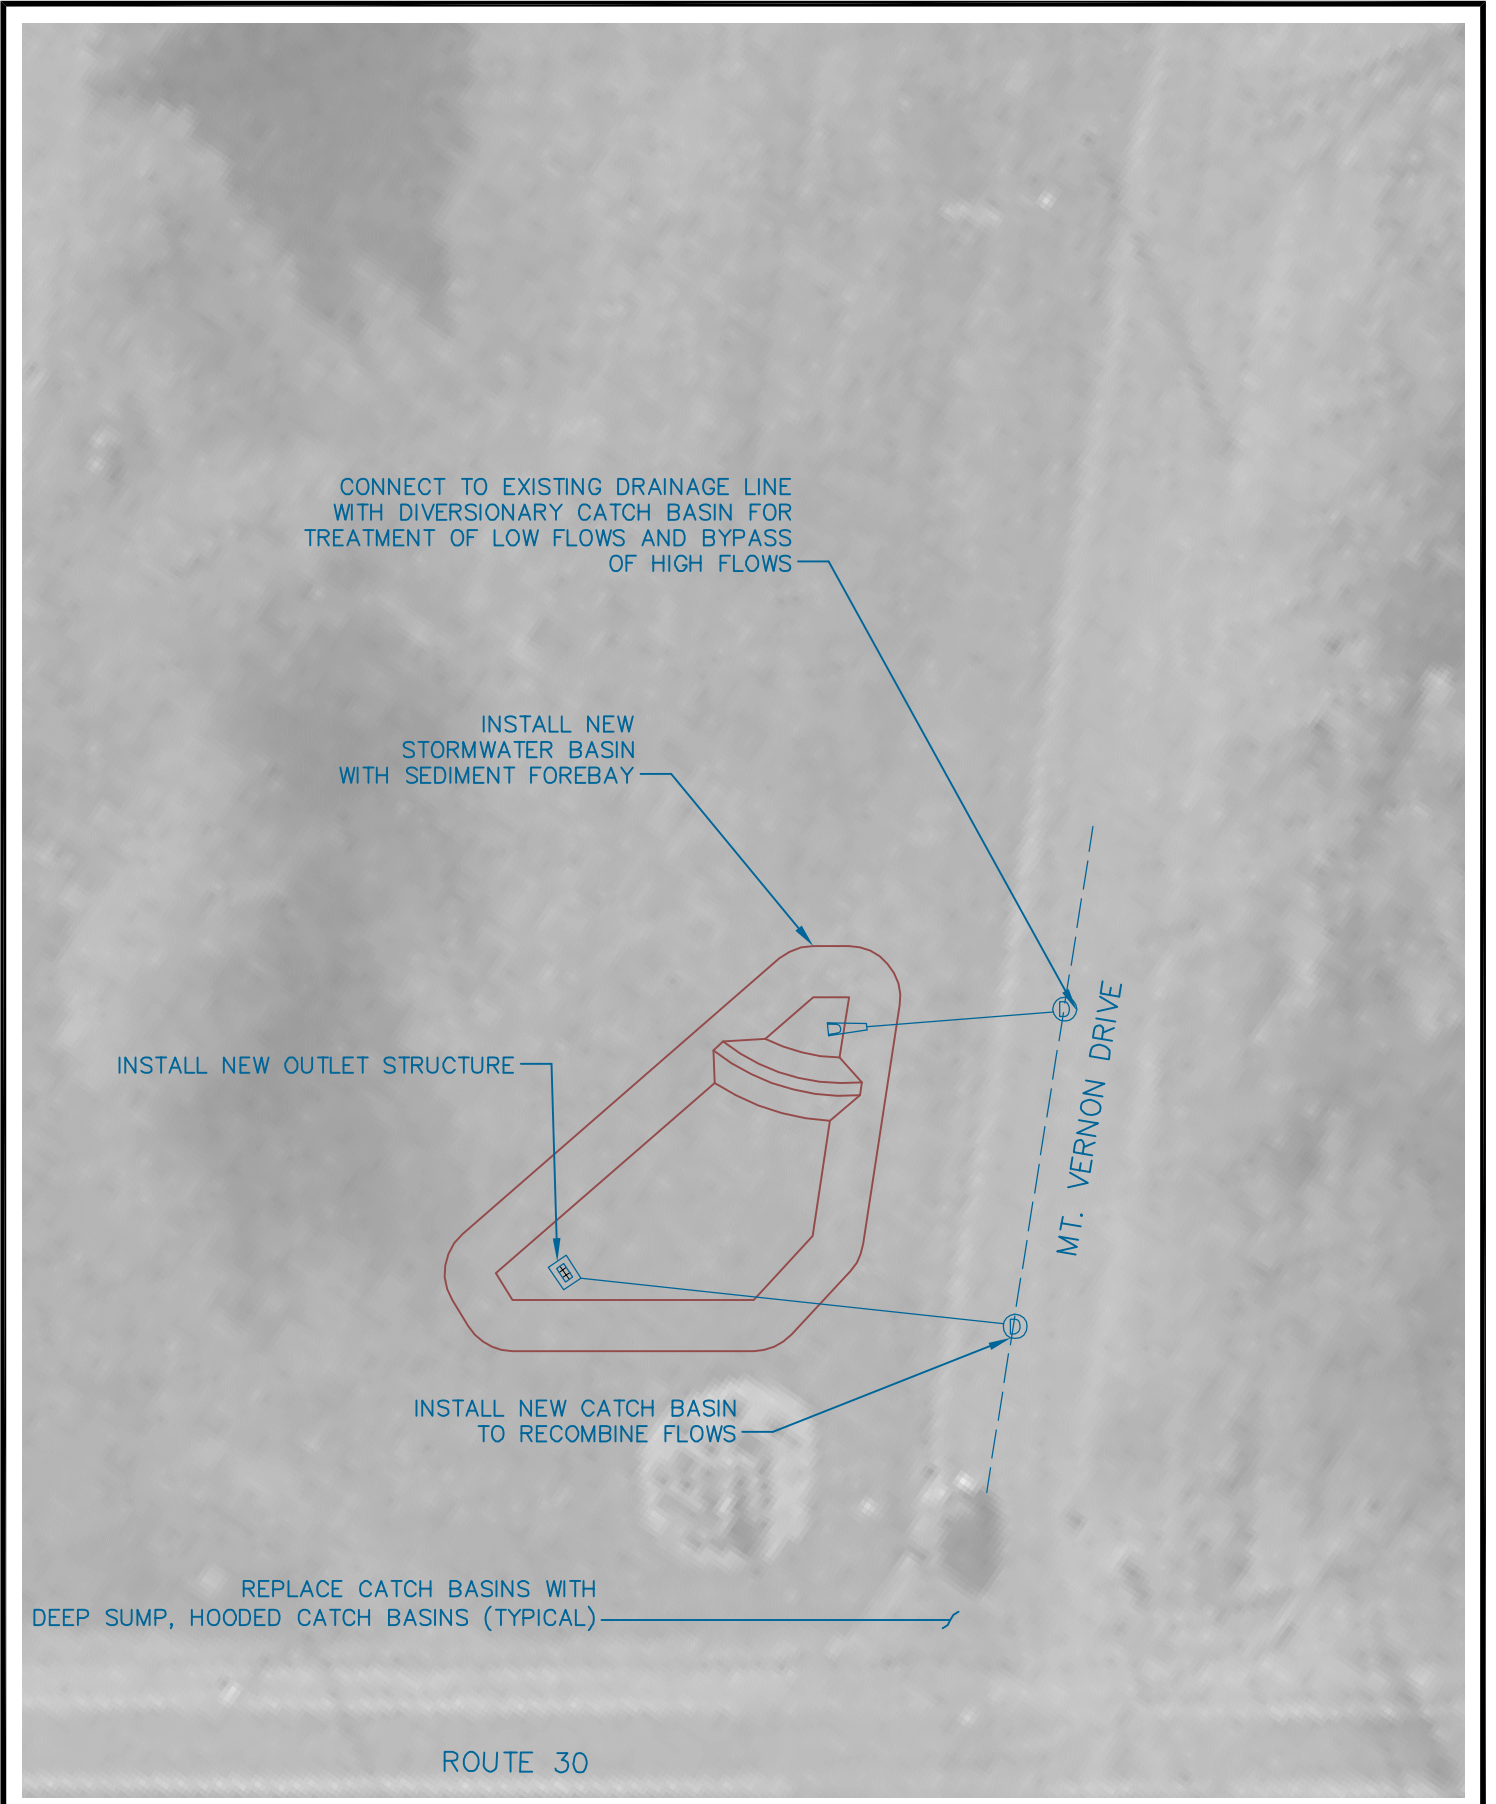 CONNECT TO EXISTING DRAINAGE LINE
WITH DIVERSIONARY CATCH BASIN FOR
TREATMENT OF LOW FLOWS AND BYPASS
OF HIGH FLOWS
INSTALL NEW
STORMWATER BASIN
WITH SEDIMENT FOREBAY
D
D
MT. VERNON DRIVE
INSTALL NEW OUTLET STRUCTURE
D
INSTALL NEW CATCH BASIN
TO RECOMBINE FLOWS
REPLACE CATCH BASINS WITH
DEEP SUMP, HOODED CATCH BASINS (TYPICAL)
ROUTE 30